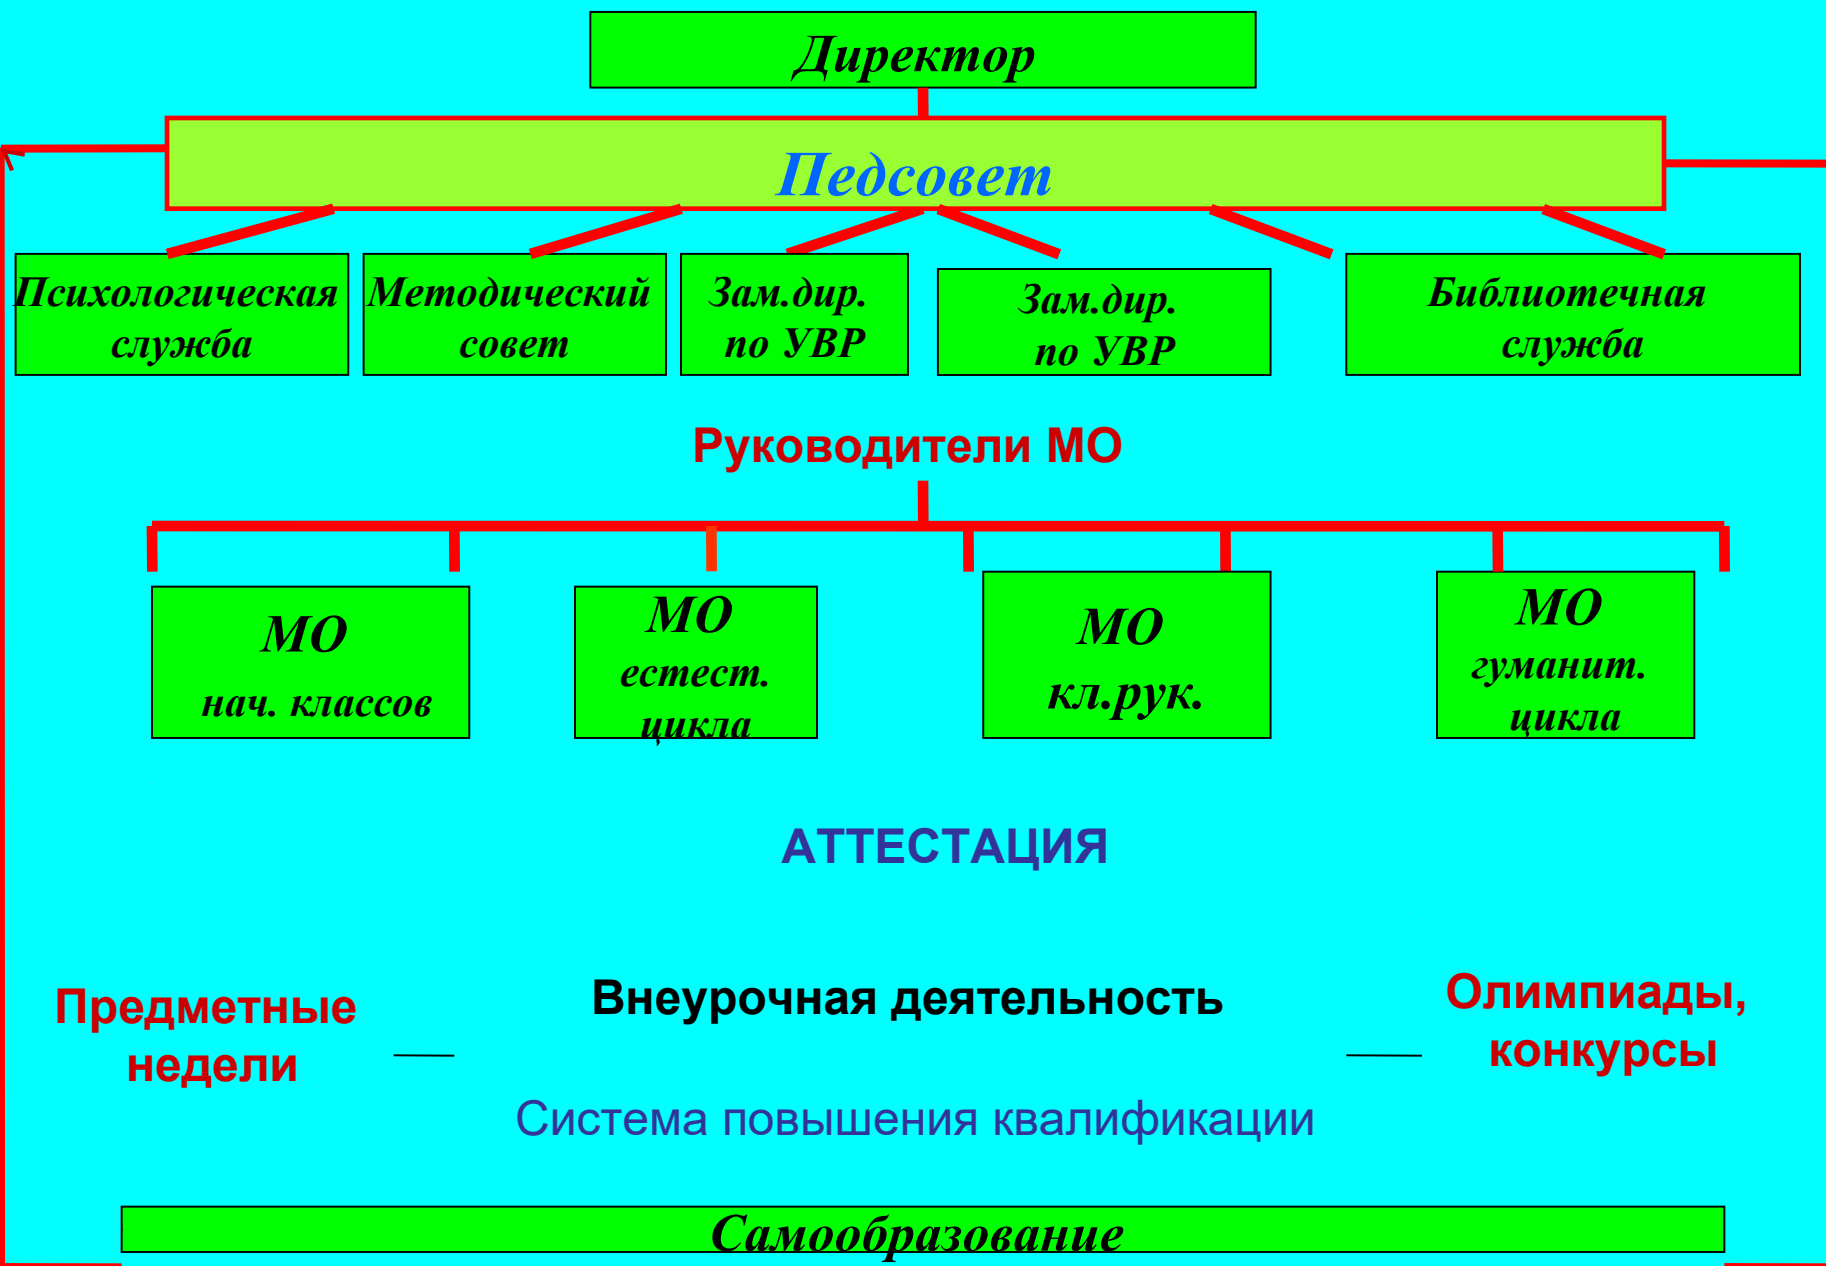 Директор
Педсовет
Психологическая
служба
Методический
совет
Зам.дир.
по УВР
Зам.дир.
по УВР
Библиотечная
служба
Руководители МО
МО
нач. классов
МО
естест.
цикла
МО
кл.рук.
МО
гуманит.
цикла
АТТЕСТАЦИЯ
Предметные
недели
Внеурочная деятельность
Олимпиады,
конкурсы
Система повышения квалификации
Самообразование